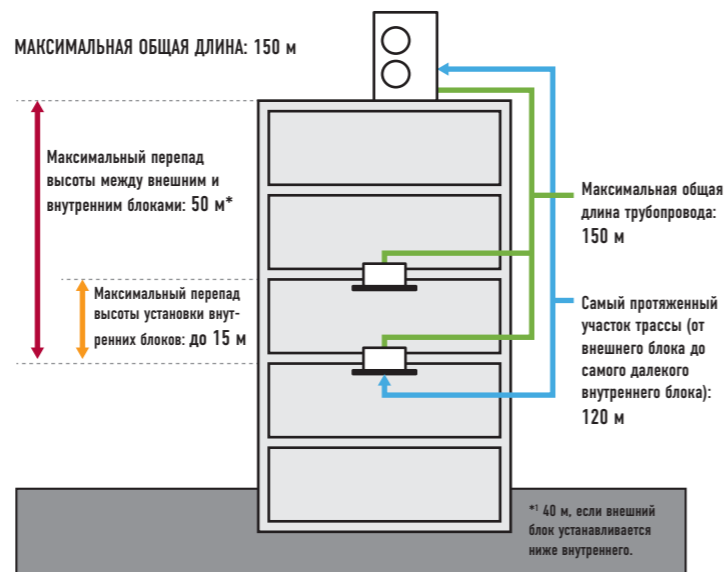 МАКСИМАЛЬНАЯ ОБЩАЯ ДЛИНА: 150 м
Максимальный перепад
высоты между внешним и
внутренним блоками: 50 м*
Максимальный перепад
высоты установки внут-
ренних блоков: до 15 м
Максимальная общая
длина трубопровода:
150 м
Самый протяженный
участок трассы (от
внешнего блока до
самого далекого
внутреннего блока):
120 м
*¹ 40 м, если внешний
блок устанавливается
ниже внутреннего.